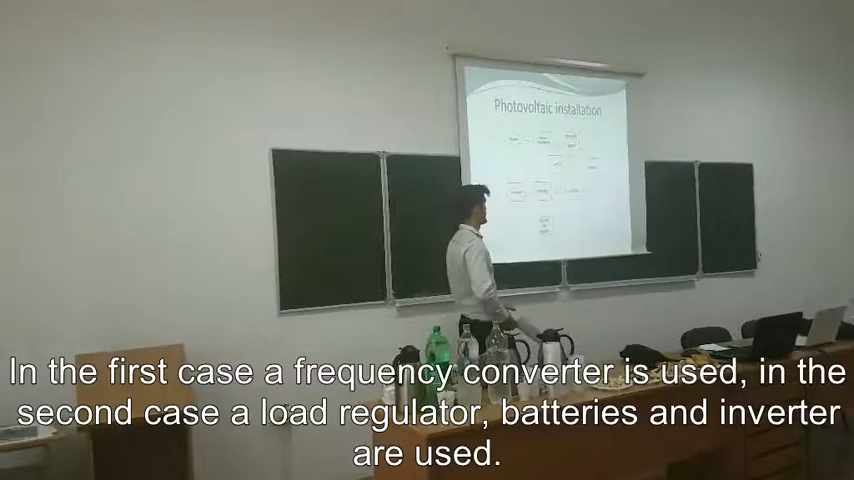 Photovoltaic installation
In the first case a frequency converter is used, in the
second case a load regulator, batteries and inverter
are used.